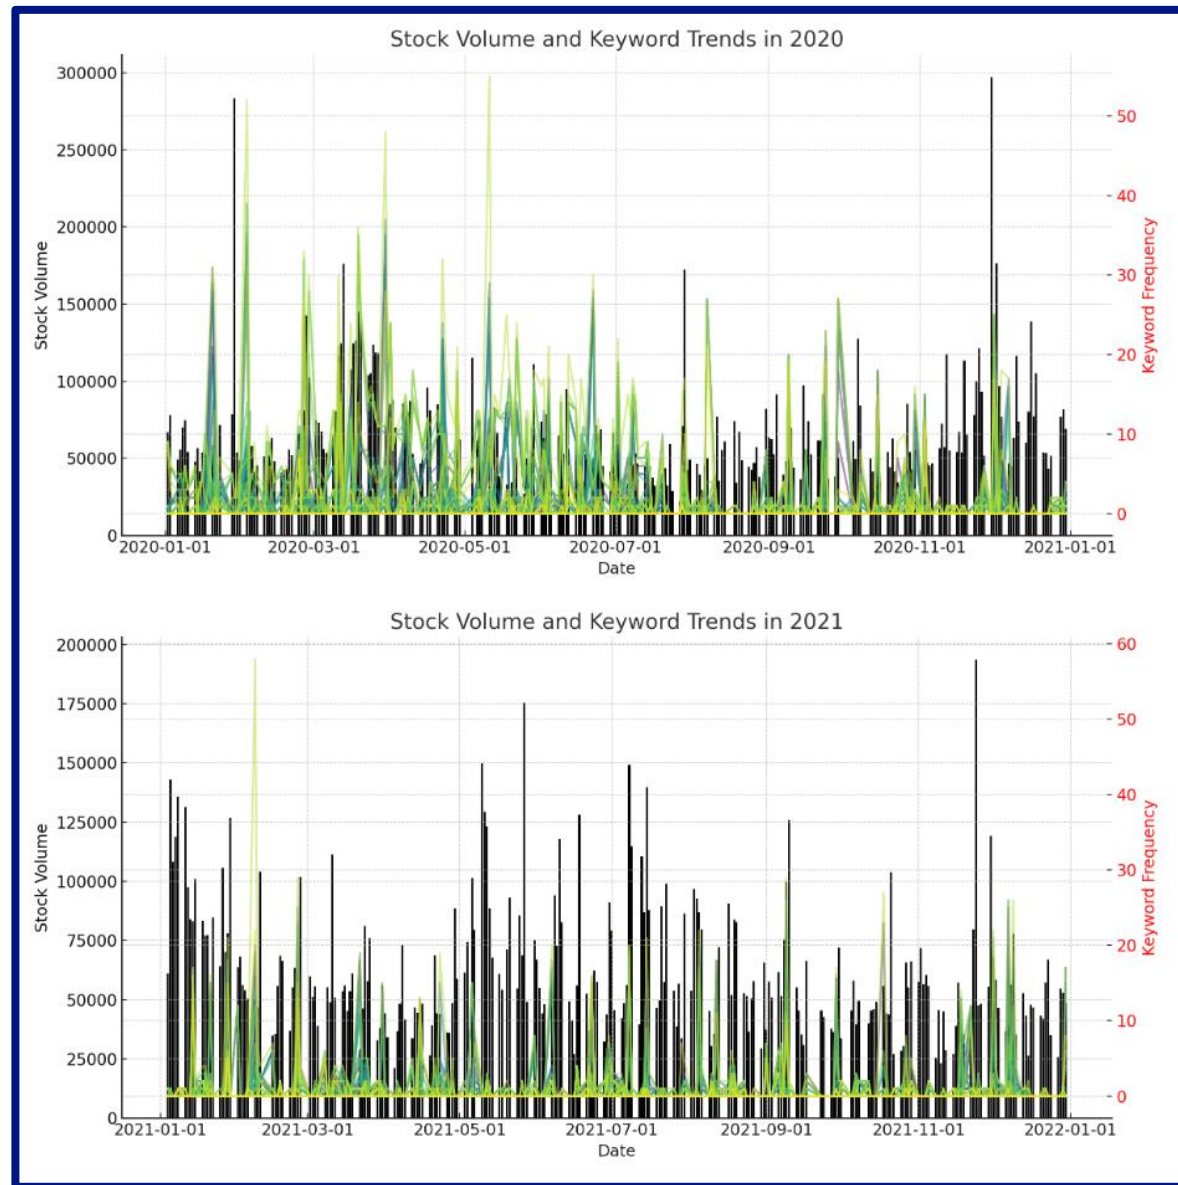 Stock Volume and Keyword Trends in 2020
300000
250000
200000
150000
100000
50000
0
Stock Volume
50
40
30
20
10
0
Keyword Frequency
2020-01-01 2020-03-01 2020-05-01 2020-07-01 2020-09-01 2020-11-01 2021-01-01
Date
Stock Volume and Keyword Trends in 2021
200000
175000
150000
125000
100000
75000
50000
25000
0
Stock Volume
60
50
40
30
20
10
0
Keyword Frequency
2021-01-01 2021-03-01 2021-05-01 2021-07-01 2021-09-01 2021-11-01 2022-01-01
Date